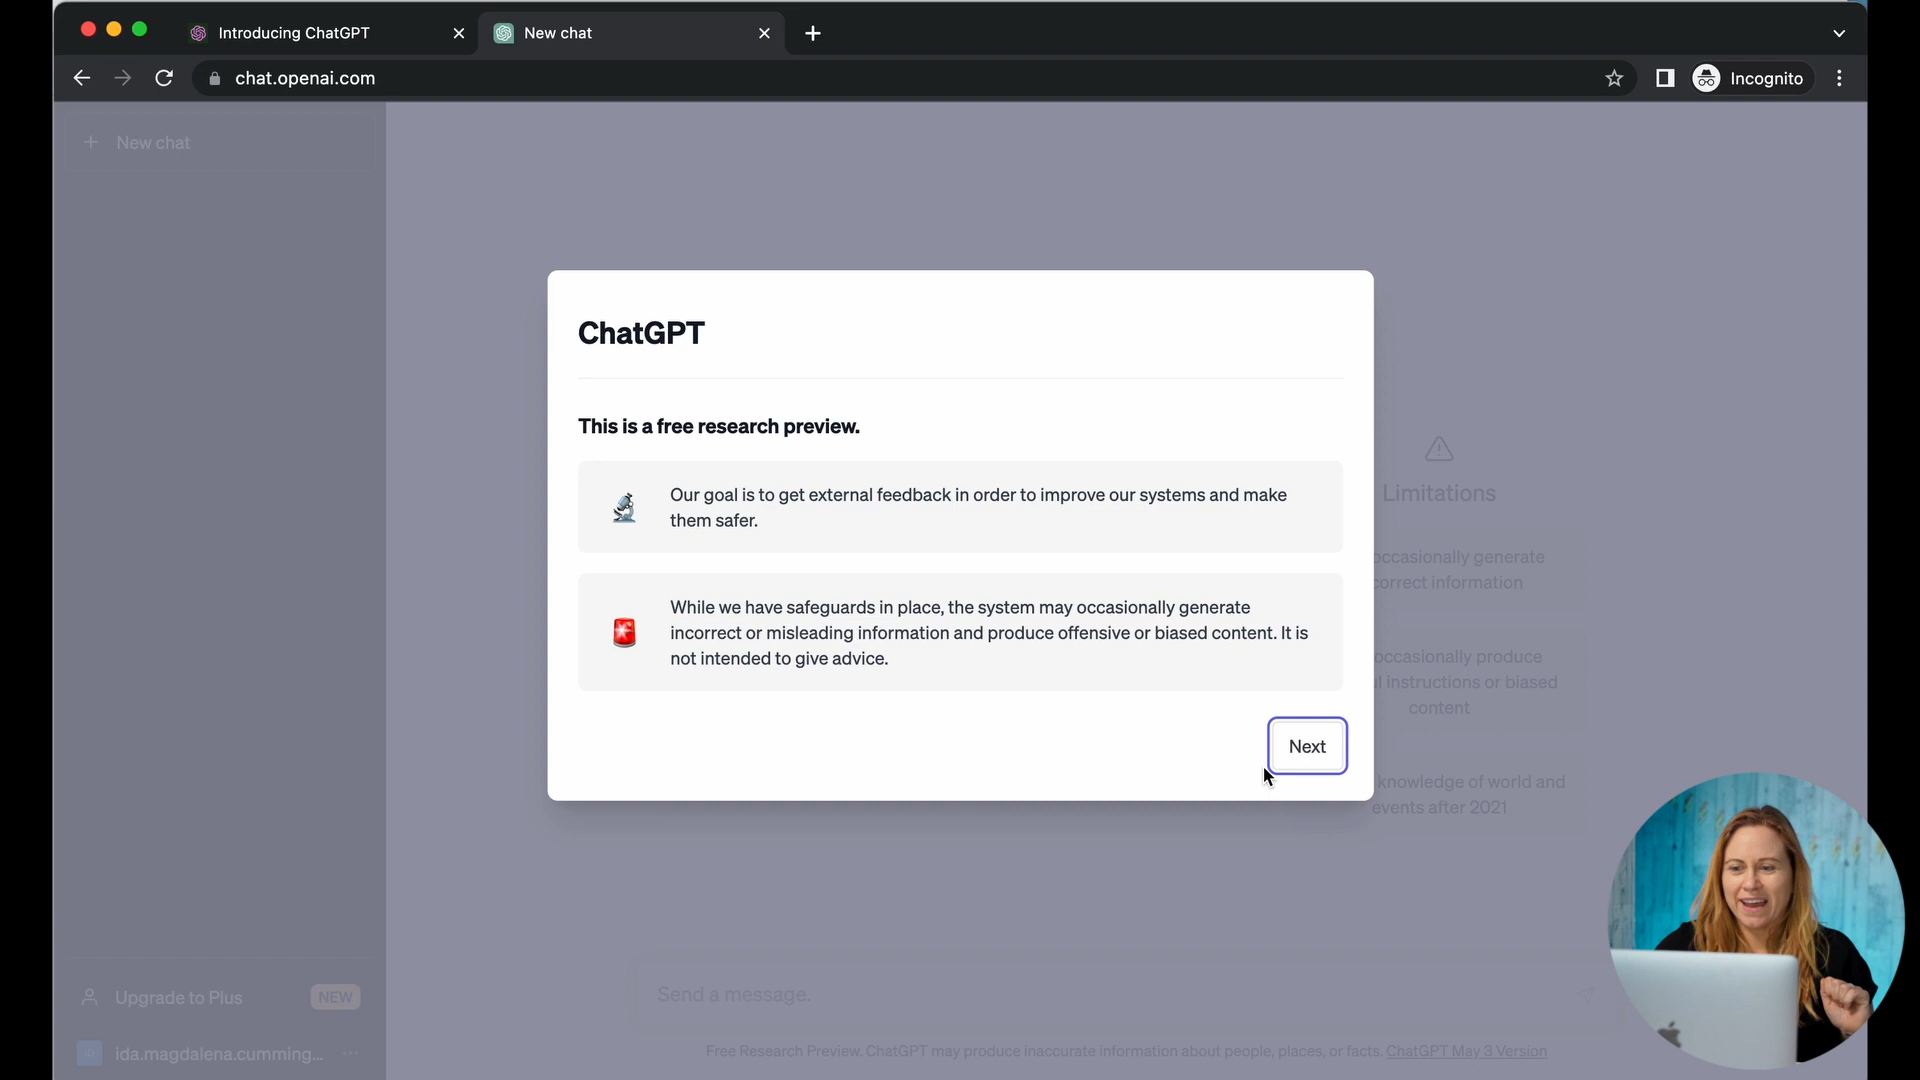 Introducing ChatGPT
New chat
chat.openai.com
Incognito
New chat
ChatGPT
This is a free research preview.
Our goal is to get external feedback in order to improve our systems and make
them safer.
While we have safeguards in place, the system may occasionally generate
incorrect or misleading information and produce offensive or biased content. It is
not intended to give advice.
Next
Limitations
occasionally generate
information
occasionally produce
instructions or biased
content
knowledge of world and
events after 2021
Upgrade to Plus
NEW
ida.magdalena.cumming...
Send a message.
Free Research Preview. ChatGPT may produce inaccurate information about people, places, or facts. ChatGPT May 3 Version